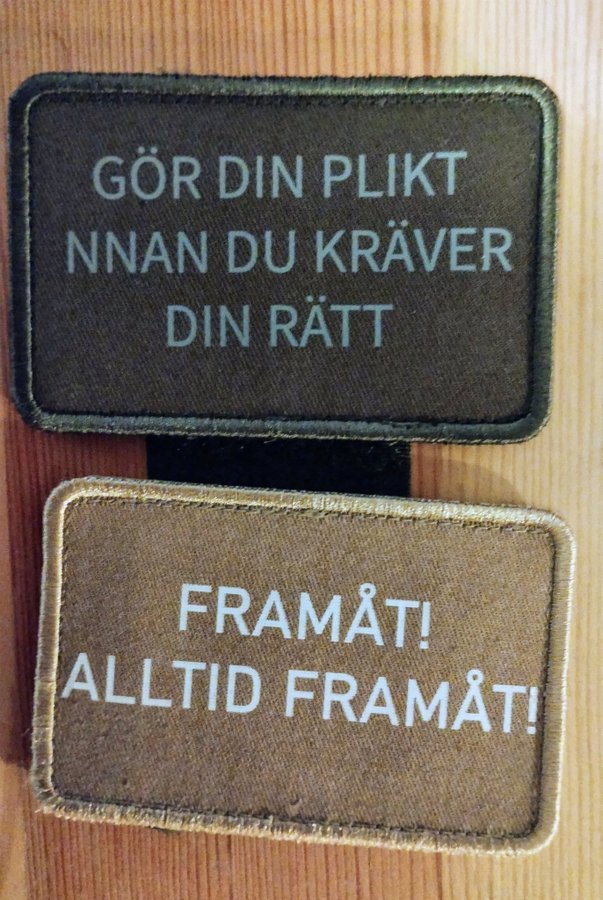 GÖR DIN PLIKT
NNAN DU KRÄVER
DIN RÄTT
FRAMÅT!
ALLTID FRAMÅT!